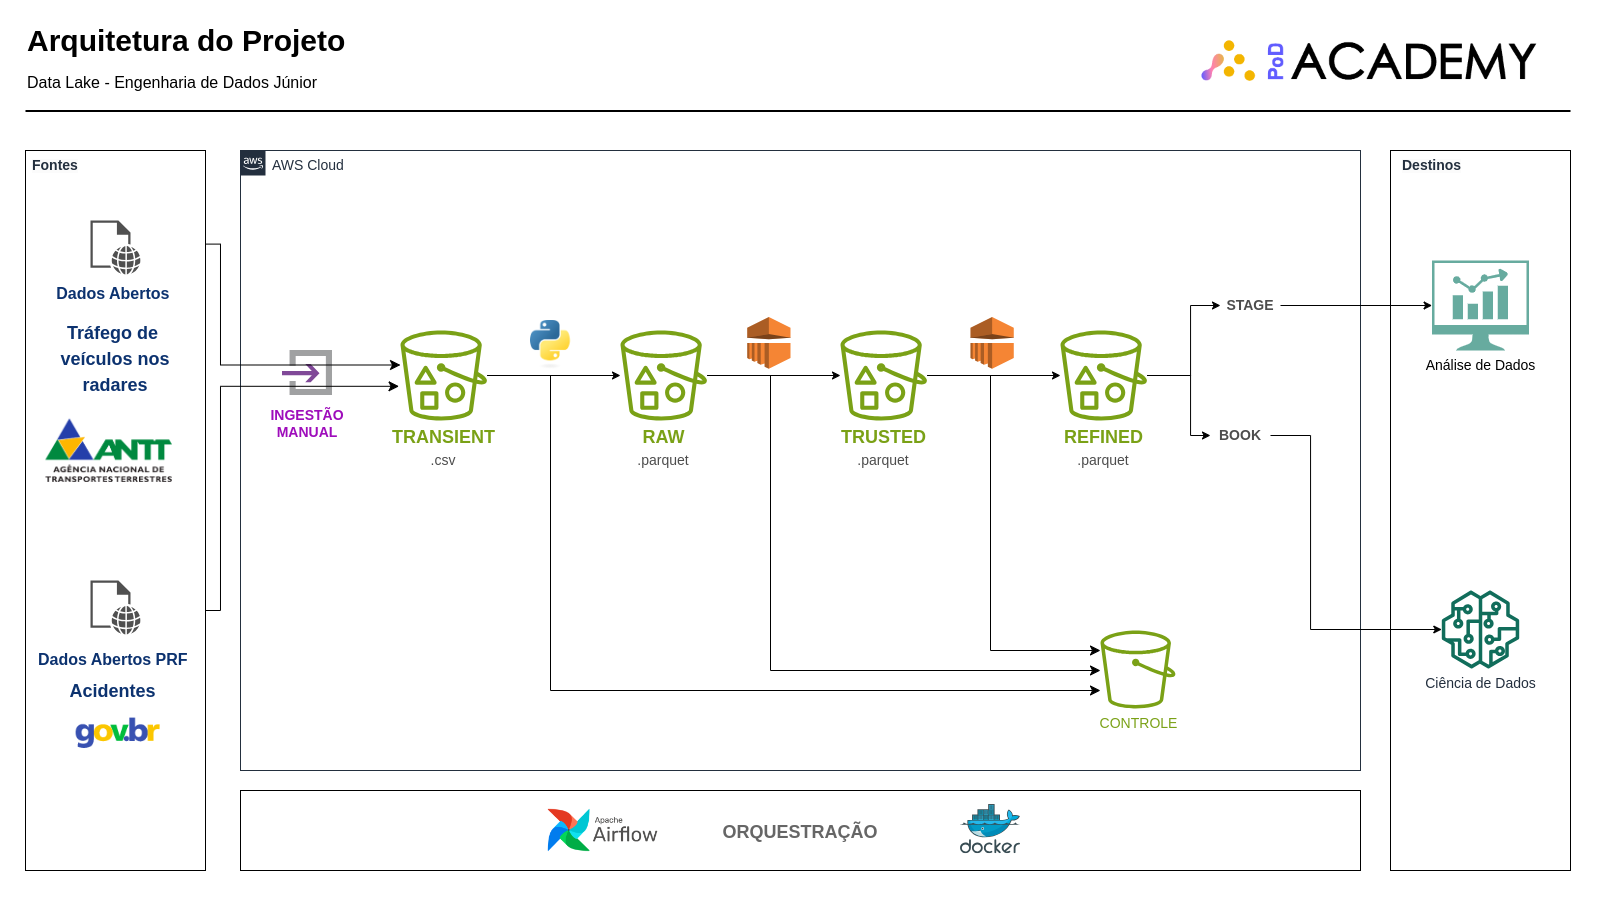 Arquitetura do Projeto
Data Lake - Engenharia de Dados Júnior
PoD ACADEMY
Fontes
Dados Abertos
Tráfego de
veículos nos
radares
ANTT
AGÊNCIA NACIONAL DE
TRANSPORTES TERRESTRES
Dados Abertos PRF
Acidentes
gov.br
aws
AWS Cloud
INGESTÃO
MANUAL
TRANSIENT
.csv
RAW
.parquet
TRUSTED
.parquet
REFINED
.parquet
STAGE
BOOK
CONTROLE
Destinos
Análise de Dados
Ciência de Dados
Apache
Airflow
ORQUESTRAÇÃO
docker